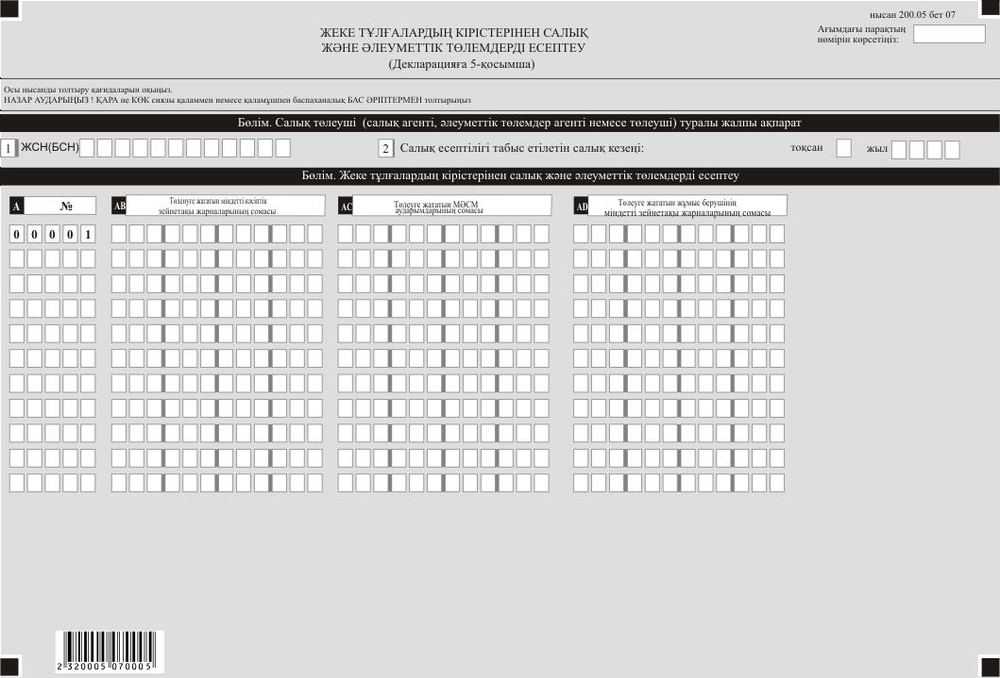 нысан 200.05 бет 07
ЖЕКЕ ТҰЛҒАЛАРДЫҢ КІРІСТЕРІНЕН САЛЫҚ
ЖӘНЕ ӘЛЕУМЕТТІК ТӨЛЕМДЕРДІ ЕСЕПТЕУ
(Декларацияға 5-қосымша)
Ағымдағы парақтың
нөмірін көрсетіңіз:
Осы нысанды толтыру қағидаларын оқыңыз.
НАЗАР АУДАРЫҢЫЗ ! ҚАРА не КӨК сиялы қаламмен немесе қаламұшпен баспаханалық БАС ӘРІПТЕРМЕН толтырыңыз
Бөлім. Салық төлеуші (салық агенті, әлеуметтік төлемдер агенті немесе төлеуші) туралы жалпы ақпарат
1 ЖСН(БСН)
2 Салық есептілігі табыс етілетін салық кезеңі: тоқсан жыл
Бөлім. Жеке тұлғалардың кірістерінен салық және әлеуметтік төлемдерді есептеу
A №
AB Төленуге жататын міндетті кәсіптік
зейнетақы жарналарының сомасы
AC Төлеуге жататын МӘСМ
аударымдарының сомасы
AD Төлеуге жататын жұмыс берушінің
міндетті зейнетақы жарналарының сомасы
0 0 0 0 1
2 320005 070005